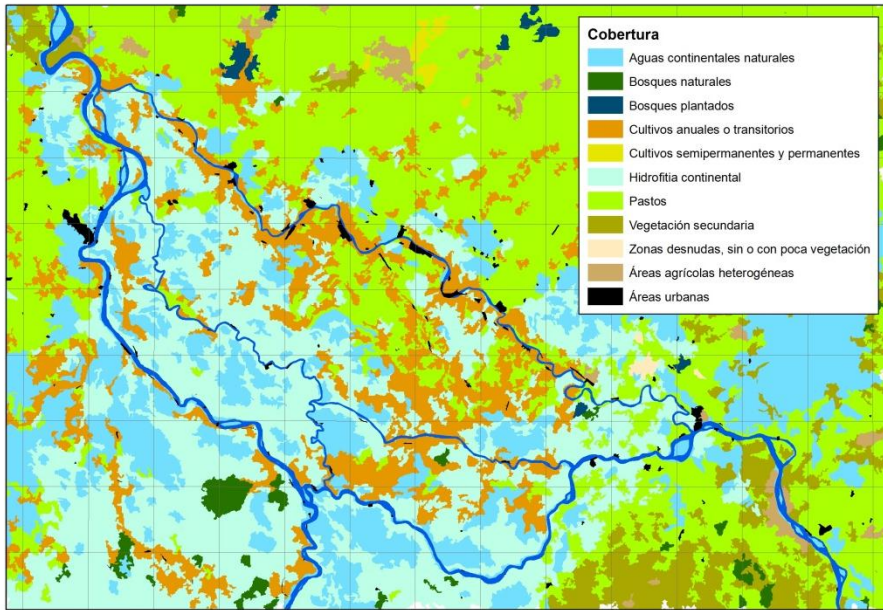 Cobertura
Aguas continentales naturales
Bosques naturales
Bosques plantados
Cultivos anuales o transitorios
Cultivos semipermanentes y permanentes
Hidrofitia continental
Pastos
Vegetación secundaria
Zonas desnudas, sin o con poca vegetación
Áreas agrícolas heterogéneas
Áreas urbanas